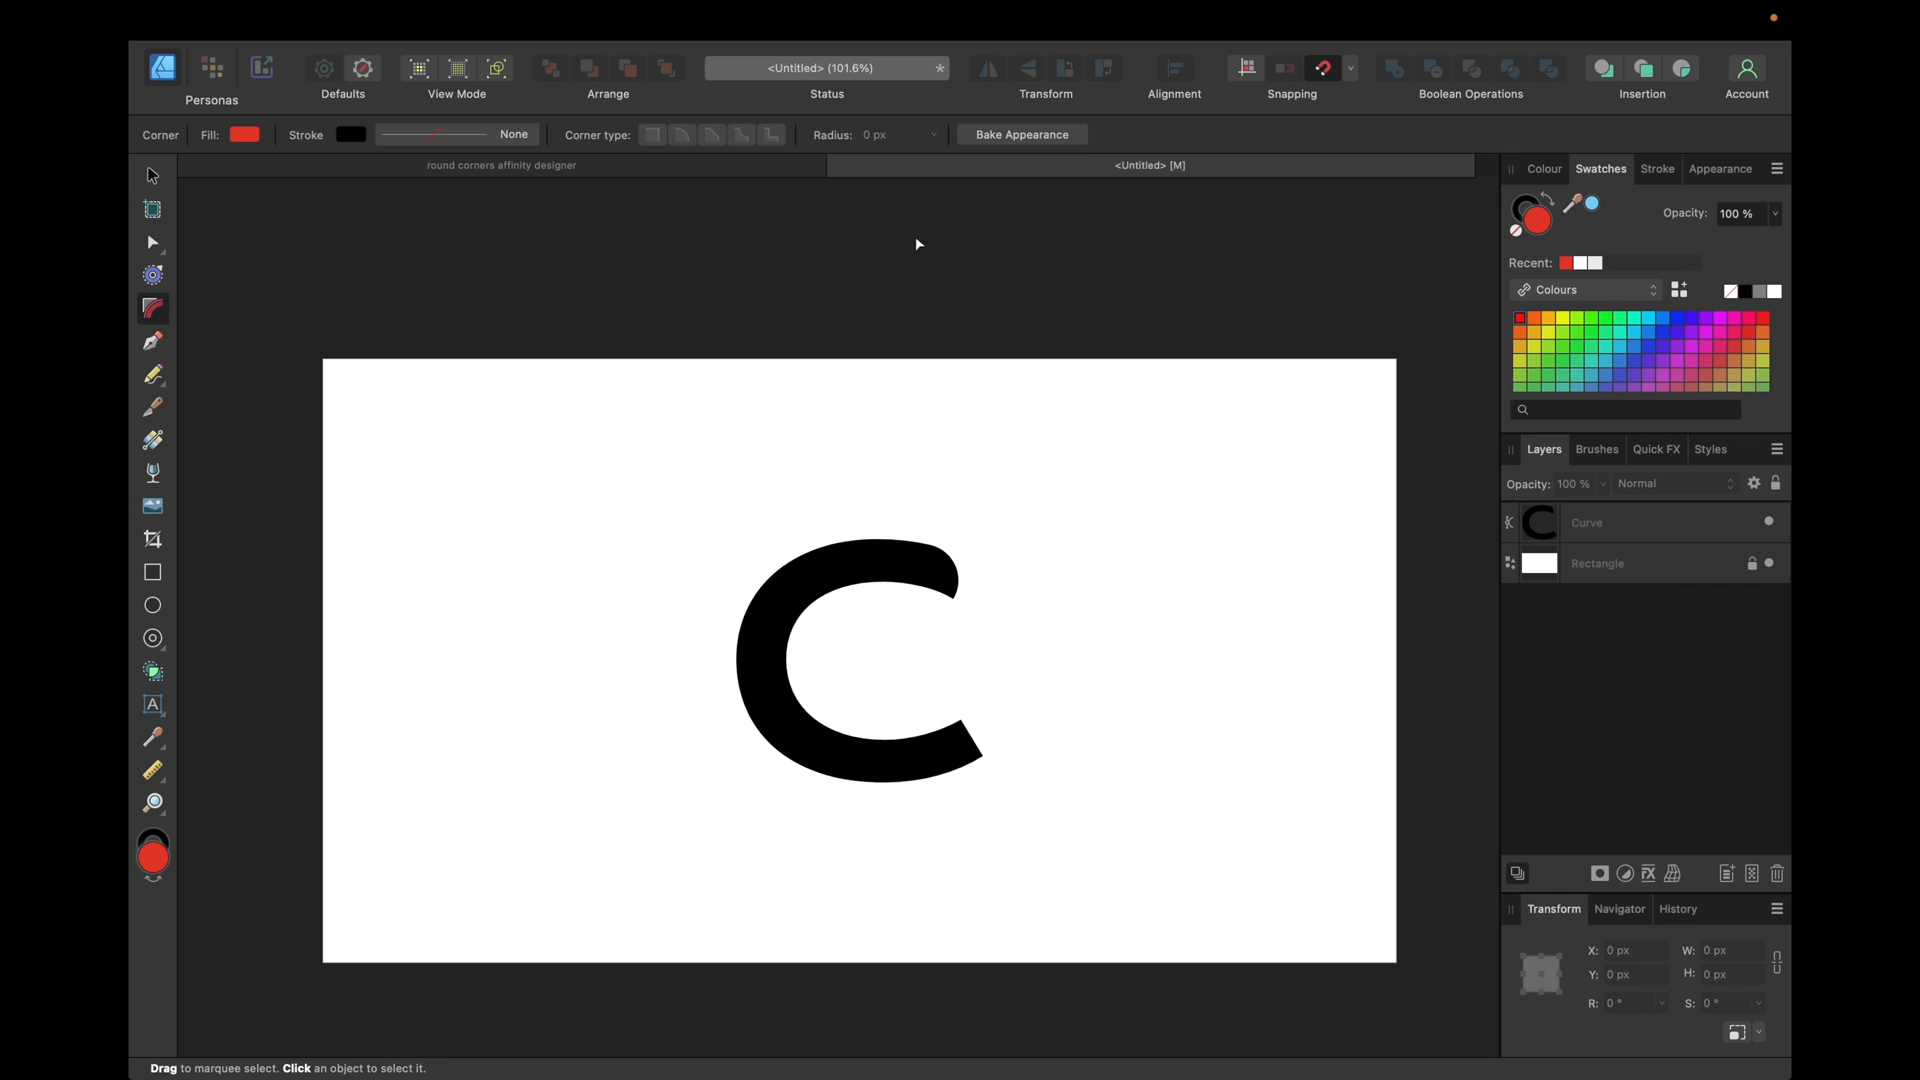 <Untitled> (101.6%) *
Personas
Defaults
View Mode
Arrange
Status
Transform
Alignment
Snapping
Boolean Operations
Insertion
Account
Corner
Fill:
Stroke
None
Corner type:
Radius: 0 px
Bake Appearance
round corners affinity designer
<Untitled> [M]
Colour Swatches Stroke Appearance
Opacity: 100 %
Recent:
Colours
C
A
Layers Brushes Quick FX Styles
Opacity: 100 % Normal
Curve
Rectangle
Transform Navigator History
X: 0 px W: 0 px
Y: 0 px H: 0 px
R: 0 ° S: 0 °
Drag to marquee select. Click an object to select it.